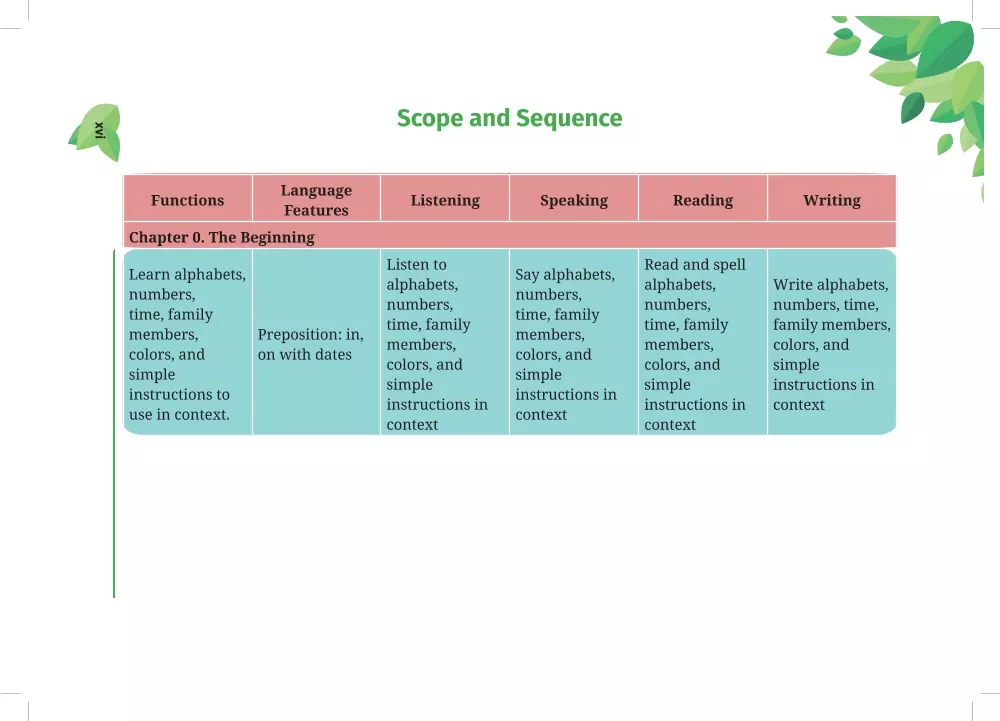 xvi
Scope and Sequence
Functions
Language
Features
Listening
Speaking
Reading
Writing
Chapter 0. The Beginning
Learn alphabets,
numbers,
time, family
members,
colors, and
simple
instructions to
use in context.
Preposition: in,
on with dates
Listen to
alphabets,
numbers,
time, family
members,
colors, and
simple
instructions in
context
Say alphabets,
numbers,
time, family
members,
colors, and
simple
instructions in
context
Read and spell
alphabets,
numbers,
time, family
members,
colors, and
simple
instructions in
context
Write alphabets,
numbers, time,
family members,
colors, and
simple
instructions in
context